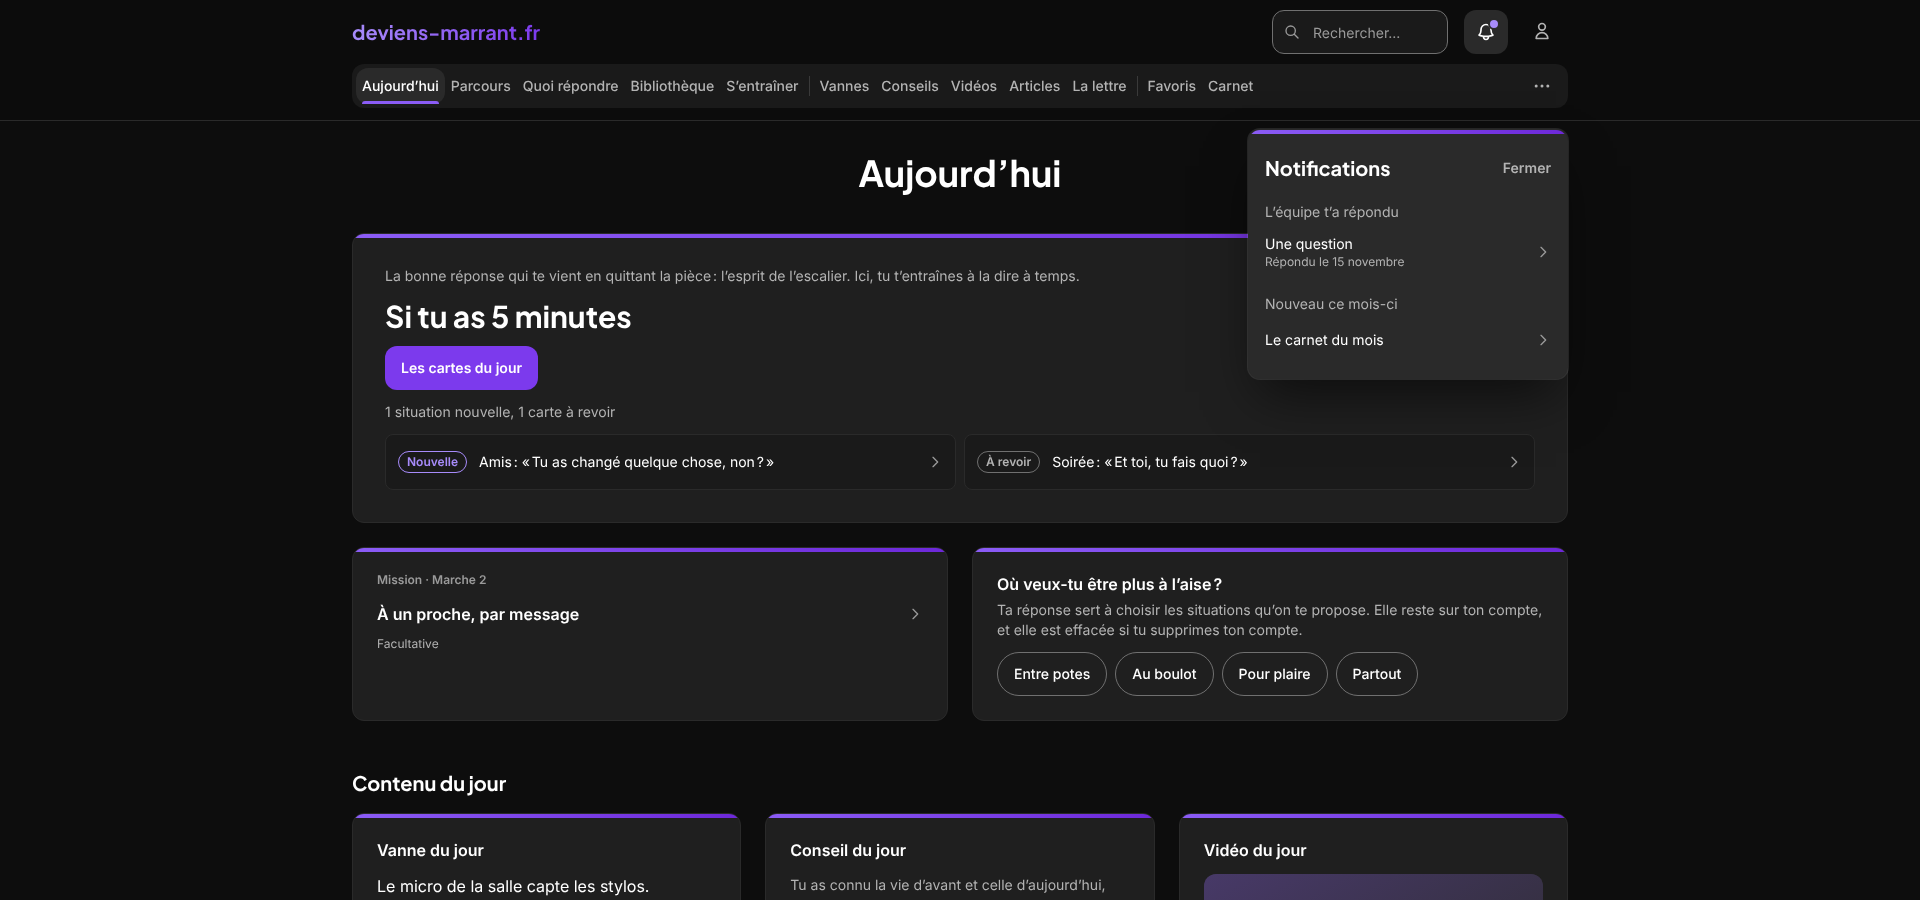 deviens-marrant.fr
Rechercher...
Aujourd’hui Parcours Quoi répondre Bibliothèque S’entraîner Vannes Conseils Vidéos Articles La lettre Favoris Carnet
Aujourd’hui
Notifications
Fermer
L’équipe t’a répondu
Une question
Répondu le 15 novembre
Nouveau ce mois-ci
Le carnet du mois
La bonne réponse qui te vient en quittant la pièce : l’esprit de l’escalier. Ici, tu t’entraînes à la dire à temps.
Si tu as 5 minutes
Les cartes du jour
1 situation nouvelle, 1 carte à revoir
Nouvelle Amis : « Tu as changé quelque chose, non ? »
À revoir Soirée : « Et toi, tu fais quoi ? »
Mission · Marche 2
À un proche, par message
Facultative
Où veux-tu être plus à l’aise ?
Ta réponse sert à choisir les situations qu’on te propose. Elle reste sur ton compte,
et elle est effacée si tu supprimes ton compte.
Entre potes Au boulot Pour plaire Partout
Contenu du jour
Vanne du jour
Le micro de la salle capte les stylos.
Conseil du jour
Tu as connu la vie d’avant et celle d’aujourd’hui,
Vidéo du jour